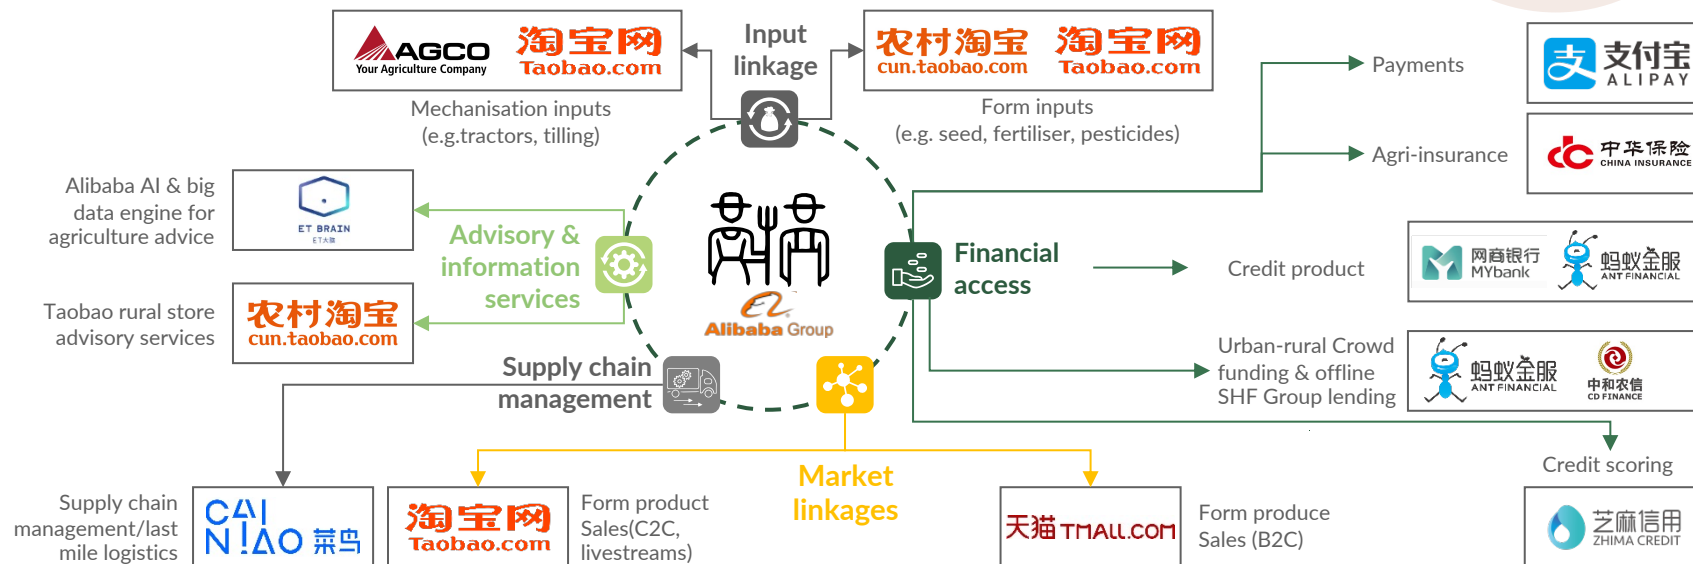 AGCO
Your Agriculture Company
淘宝网
Taobao.com
Mechanisation inputs
(e.g.tractors, tilling)
Input
linkage
农村淘宝
cun.taobao.com
淘宝网
Taobao.com
Form inputs
(e.g. seed, fertiliser, pesticides)
Payments
支付宝
ALIPAY
Agri-insurance
中华保险
CHINA INSURANCE
Alibaba AI & big
data engine for
agriculture advice
ET BRAIN
ET大脑
Advisory &
information
services
Taobao rural store
advisory services
农村淘宝
cun.taobao.com
Alibaba Group
Financial
access
Credit product
网商银行
MYbank
蚂蚁金服
ANT FINANCIAL
Urban-rural Crowd
funding & offline
SHF Group lending
蚂蚁金服
ANT FINANCIAL
中和农信
CD FINANCE
Credit scoring
芝麻信用
ZHIMA CREDIT
Supply chain
management
Supply chain
management/last
mile logistics
CAI
NIAO 菜鸟
Market
linkages
淘宝网
Taobao.com
Form product
Sales(C2C,
livestreams)
天猫 TMALL.COM
Form produce
Sales (B2C)